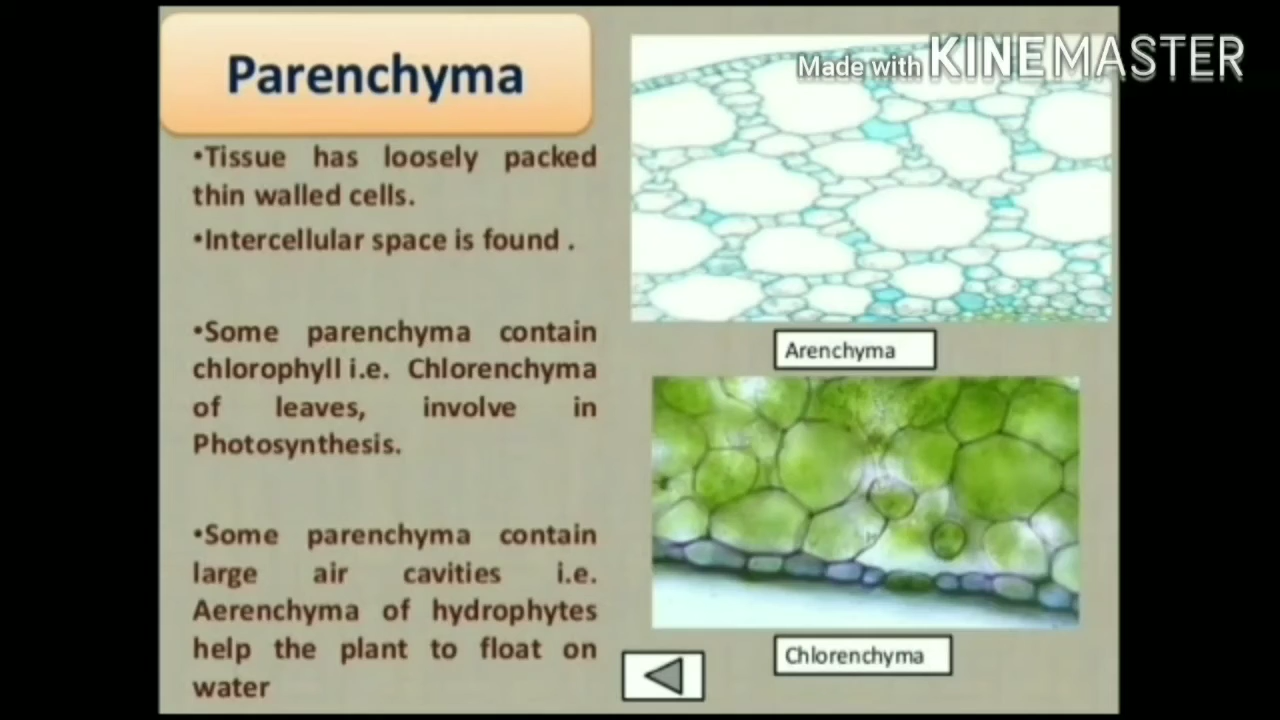 Made with KINEMASTER
Parenchyma
•Tissue has loosely packed
thin walled cells.
•Intercellular space is found .
•Some parenchyma contain
chlorophyll i.e. Chlorenchyma
of leaves, involve in
Photosynthesis.
•Some parenchyma contain
large air cavities i.e.
Aerenchyma of hydrophytes
help the plant to float on
water
Arenchyma
Chlorenchyma